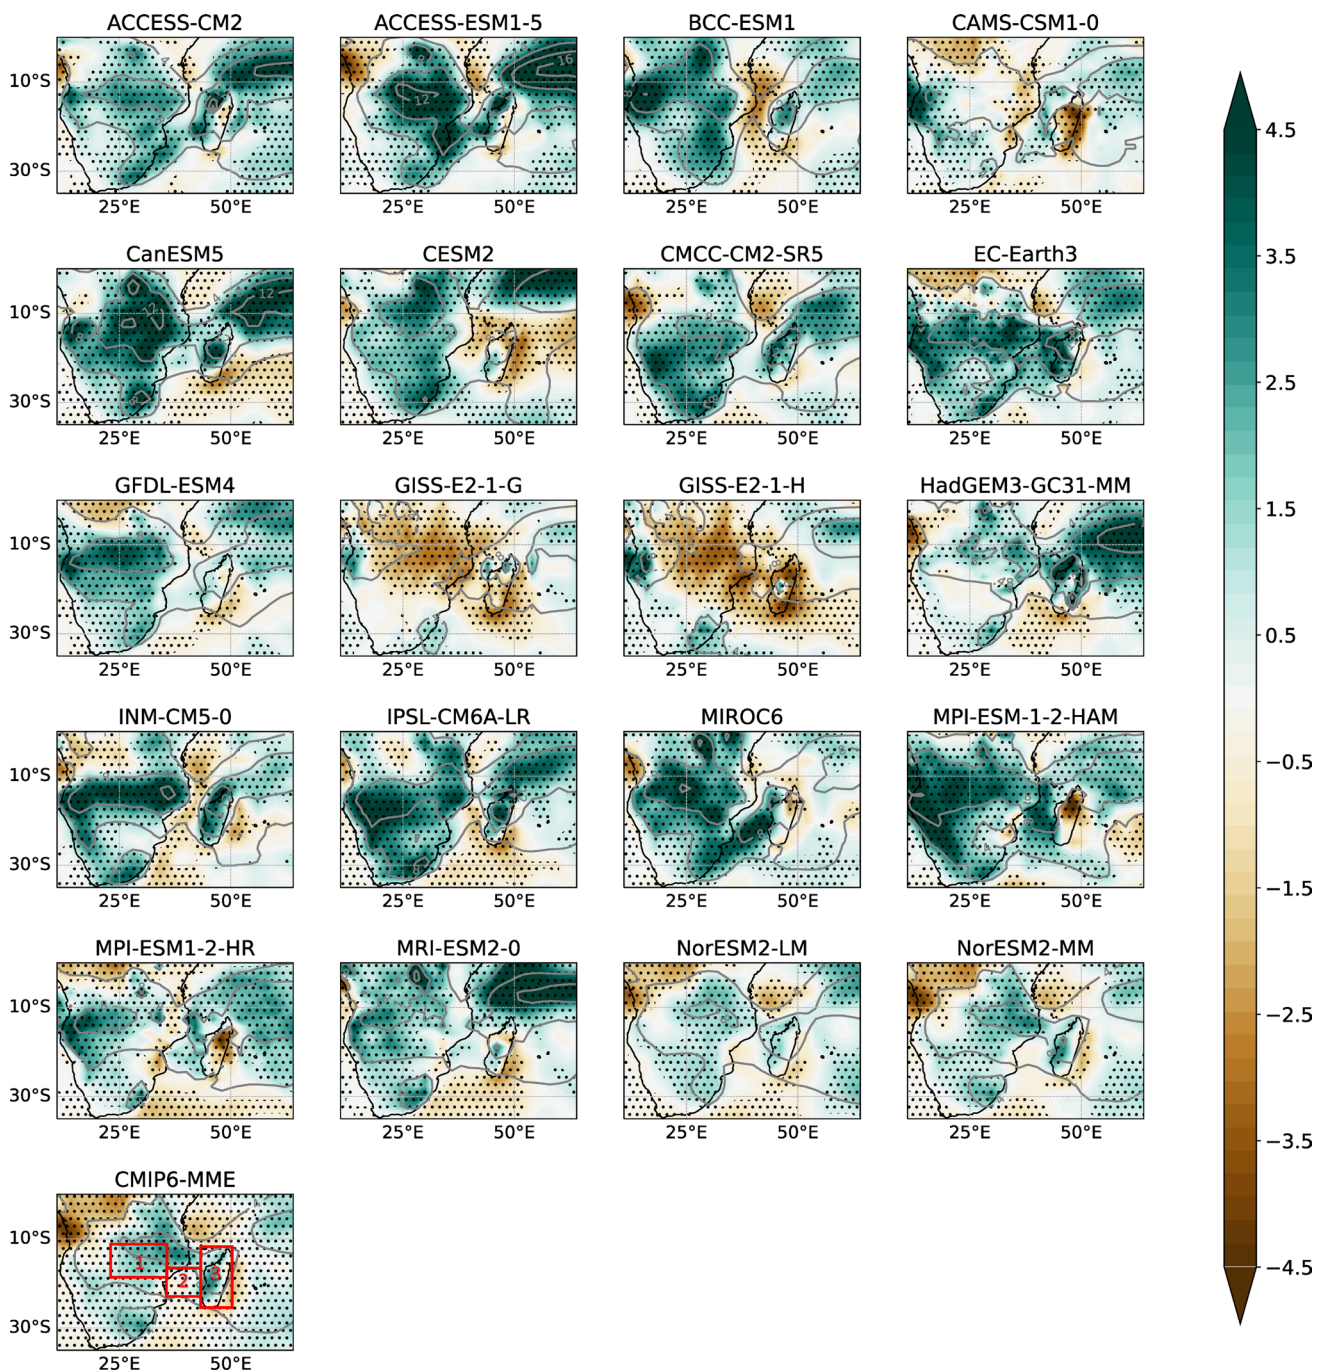 ACCESS-CM2 ACCESS-ESM1-5 BCC-ESM1 CAMS-CSM1-0
10°S
30°S
25°E 50°E 25°E 50°E 25°E 50°E 25°E 50°E
CanESM5 CESM2 CMCC-CM2-SR5 EC-Earth3
10°S
30°S
25°E 50°E 25°E 50°E 25°E 50°E 25°E 50°E
GFDL-ESM4 GISS-E2-1-G GISS-E2-1-H HadGEM3-GC31-MM
10°S
30°S
25°E 50°E 25°E 50°E 25°E 50°E 25°E 50°E
INM-CM5-0 IPSL-CM6A-LR MIROC6 MPI-ESM-1-2-HAM
10°S
30°S
25°E 50°E 25°E 50°E 25°E 50°E 25°E 50°E
MPI-ESM1-2-HR MRI-ESM2-0 NorESM2-LM NorESM2-MM
10°S
30°S
25°E 50°E 25°E 50°E 25°E 50°E 25°E 50°E
CMIP6-MME
10°S
1 2 3
30°S
25°E 50°E
4.5
3.5
2.5
1.5
0.5
−0.5
−1.5
−2.5
−3.5
−4.5